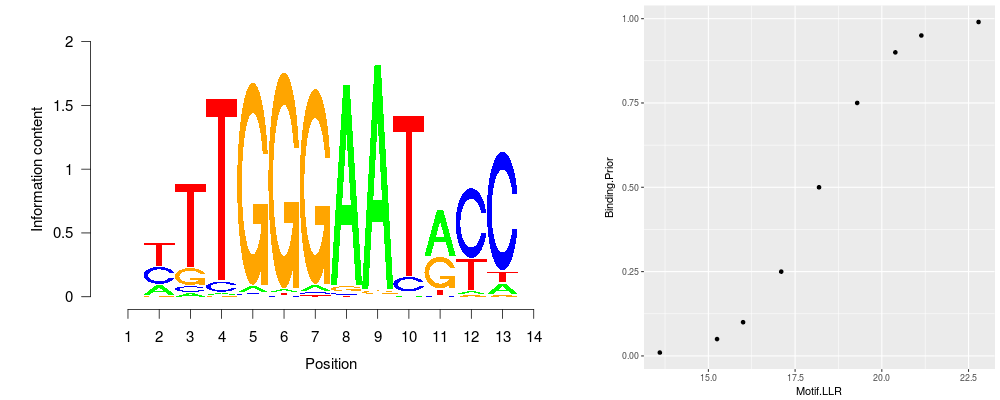 2
1.5
1
0.5
0
Information content
T
C
A
T
G
C
A
T
C
G
A
G
A
G
A
G
A
A
G
A
T
C
A
G
T
C
T
A
C
T
A
1 2 3 4 5 6 7 8 9 10 11 12 13 14
Position
1.00
0.75
0.50
0.25
0.00
Binding.Prior
15.0 17.5 20.0 22.5
Motif.LLR